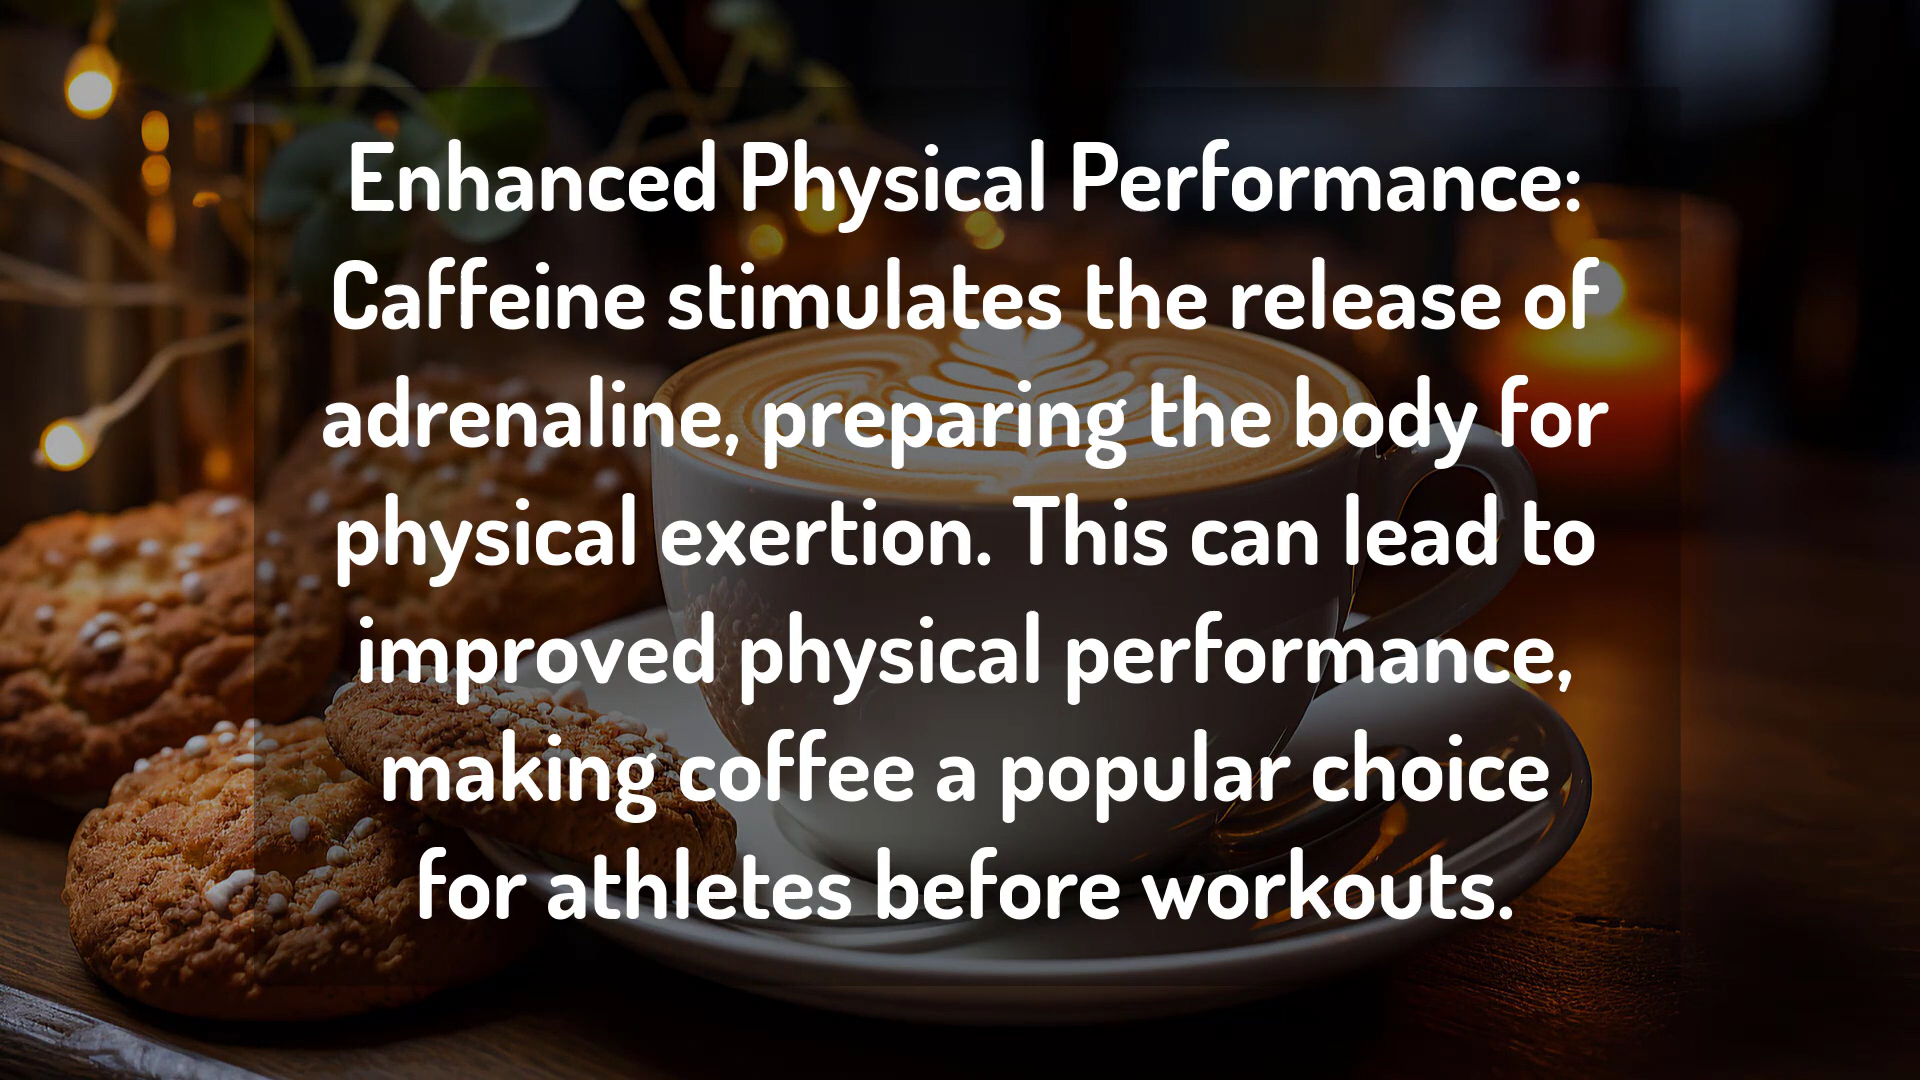 Enhanced Physical Performance:
Caffeine stimulates the release of
adrenaline, preparing the body for
physical exertion. This can lead to
improved physical performance,
making coffee a popular choice
for athletes before workouts.